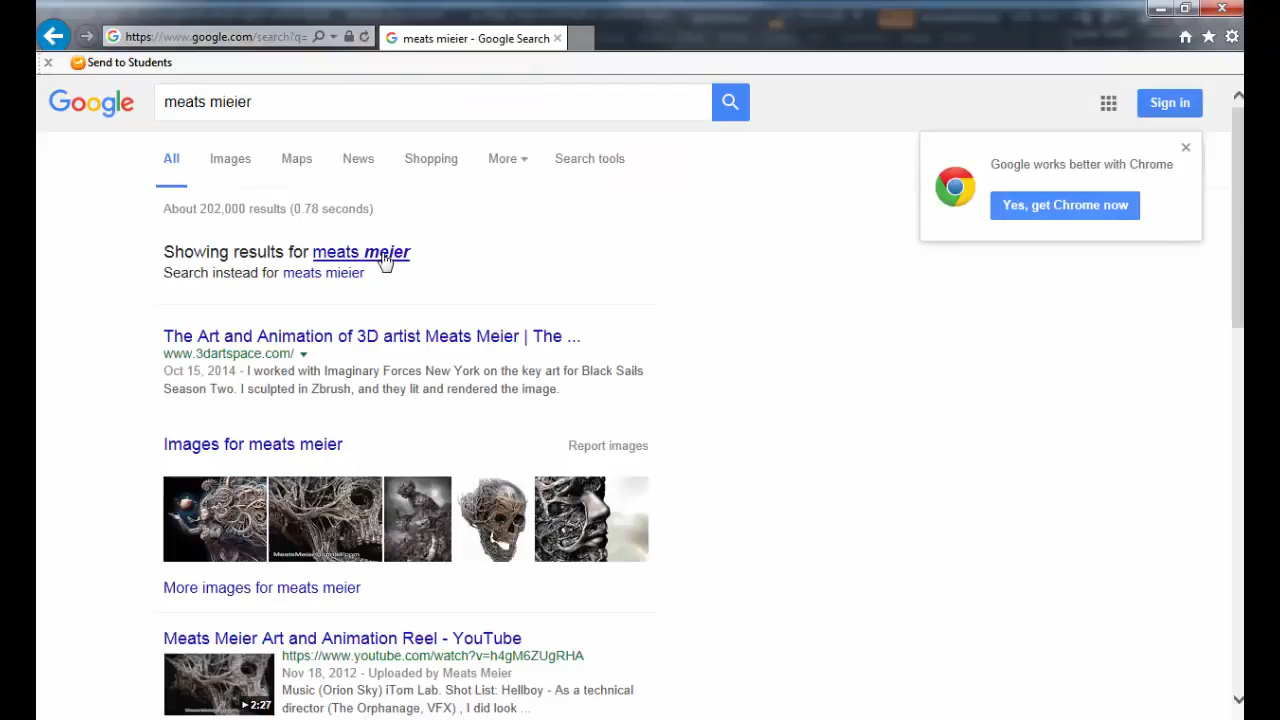 https://www.google.com/search?q=
meats mieier - Google Search
Send to Students
Google
meats mieier
Sign in
All
Images
Maps
News
Shopping
More
Search tools
Google works better with Chrome
Yes, get Chrome now
About 202,000 results (0.78 seconds)
Showing results for meats meier
Search instead for meats mieier
The Art and Animation of 3D artist Meats Meier | The ...
www.3dartspace.com/
Oct 15, 2014 - I worked with Imaginary Forces New York on the key art for Black Sails
Season Two. I sculpted in Zbrush, and they lit and rendered the image.
Images for meats meier
Report images
More images for meats meier
Meats Meier Art and Animation Reel - YouTube
https://www.youtube.com/watch?v=h4gM6ZUgRHA
Nov 18, 2012 - Uploaded by Meats Meier
Music (Orion Sky) iTom Lab. Shot List: Hellboy - As a technical
director (The Orphanage, VFX) , I did look ...
2:27